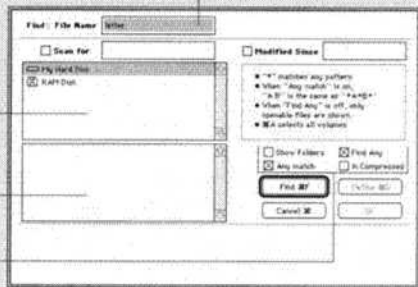 Find: File Name letter
Scan for
Modified Since
My Hard Disk
RAM Disk
• "*" matches any pattern
• When "Any match" is on,
"A B" is the same as "*A*B*"
• When "Find Any" is off, only
openable files are shown.
• ⌘A selects all volumes
Show Folders Find Any
Any match In Compressed
Find ⌘F
Cancel ⌘.